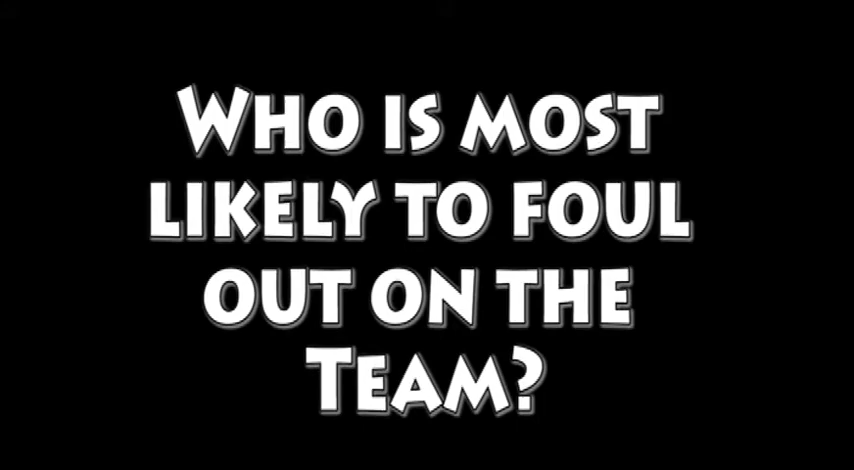 Who is most
likely to foul
out on the
Team?